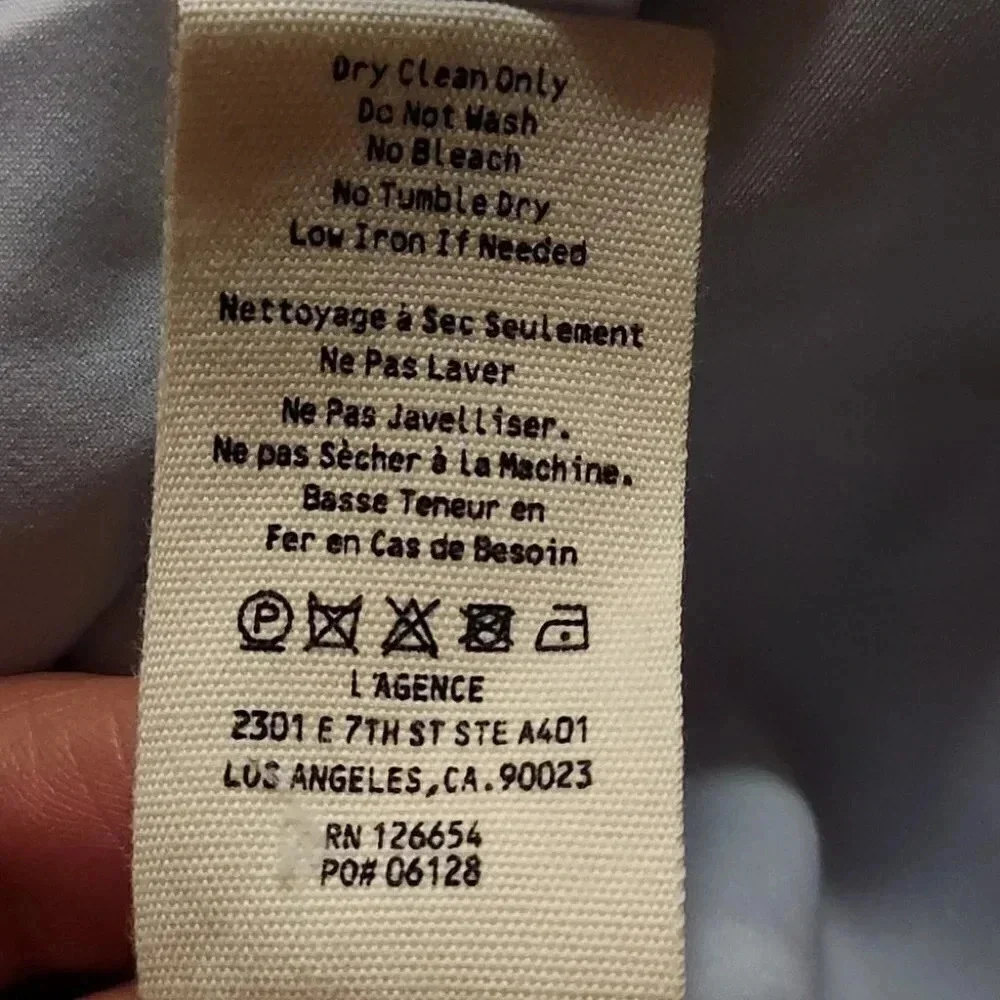 Dry Clean Only
Do Not Wash
No Bleach
No Tumble Dry
Low Iron If Needed
Nettoyage à Sec Seulement
Ne Pas Laver
Ne Pas Javelliser.
Ne pas Sècher à la Machine.
Basse Teneur en
Fer en Cas de Besoin
P
L'AGENCE
2301 E 7TH ST STE A401
LOS ANGELES,CA.90023
RN 126654
PO# 06128